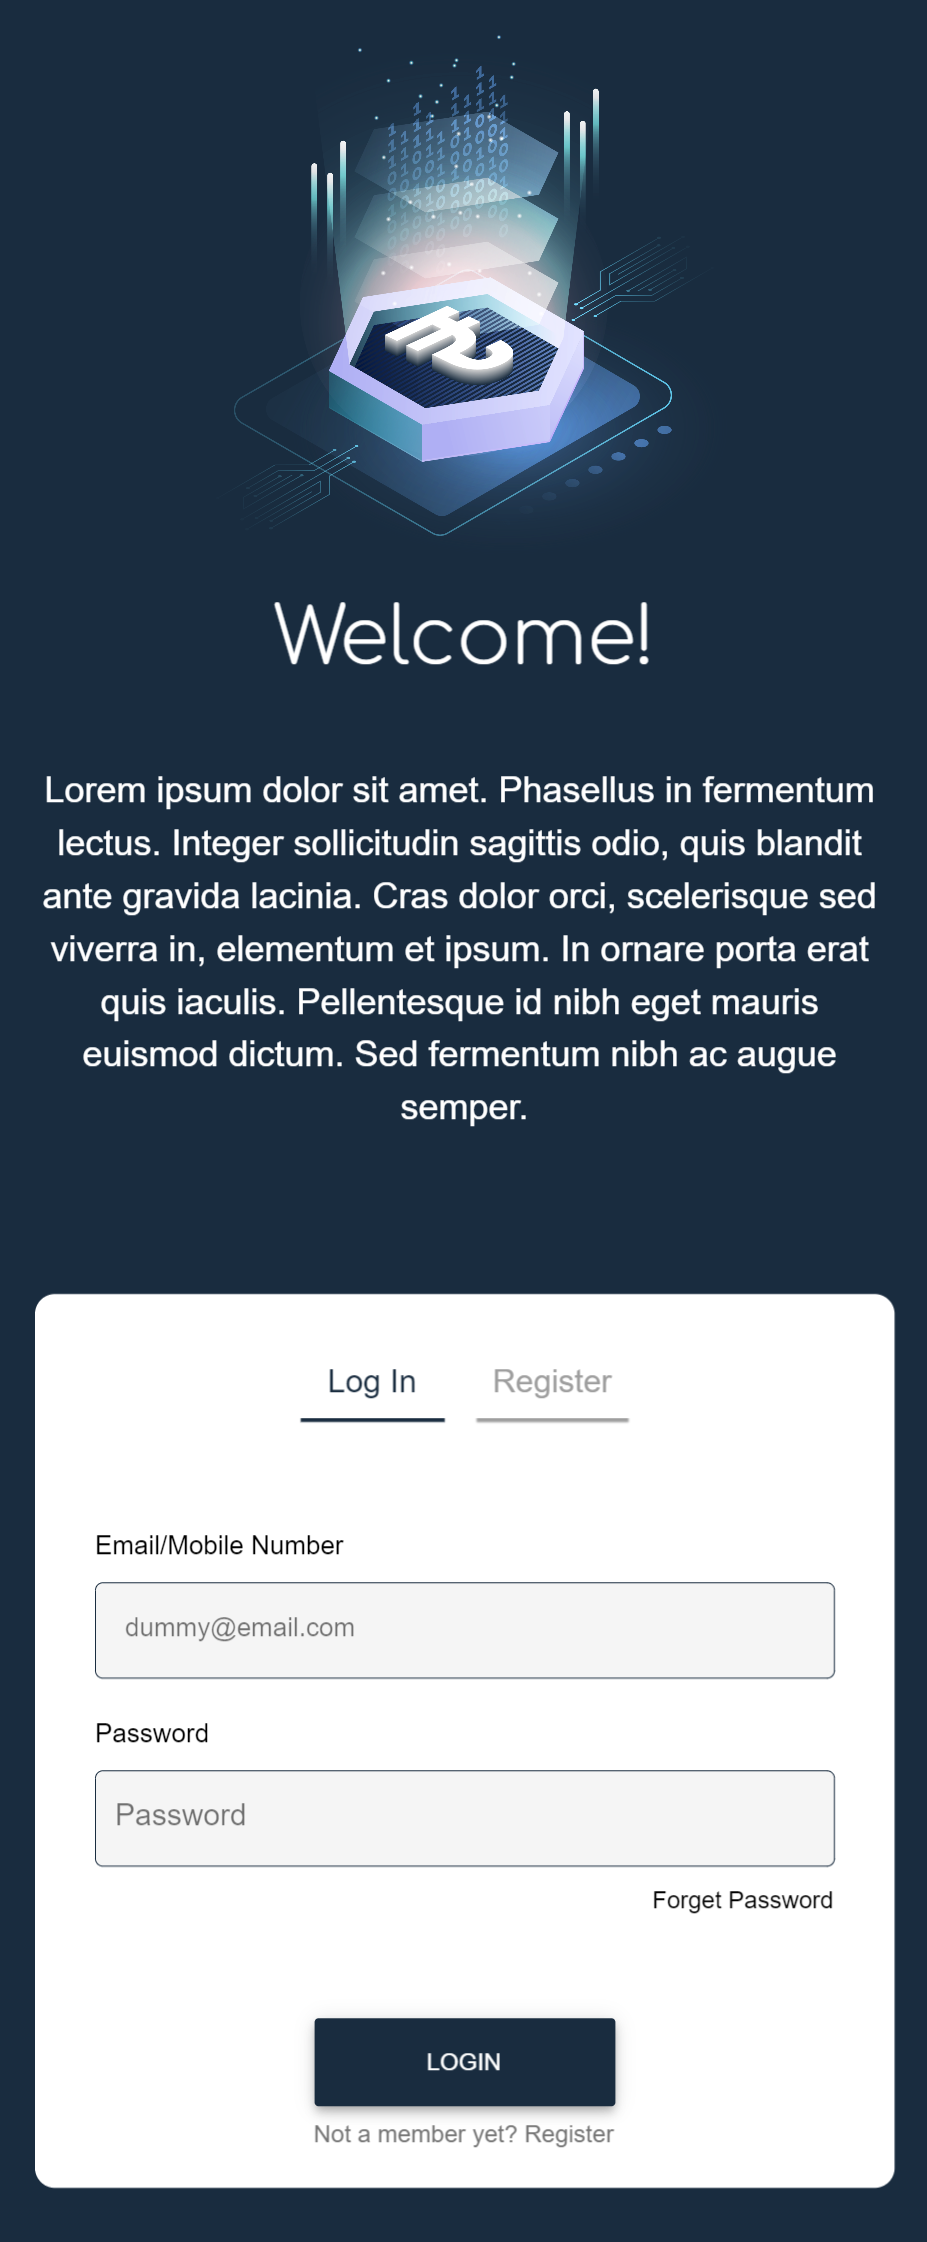 Welcome!
Lorem ipsum dolor sit amet. Phasellus in fermentum
lectus. Integer sollicitudin sagittis odio, quis blandit
ante gravida lacinia. Cras dolor orci, scelerisque sed
viverra in, elementum et ipsum. In ornare porta erat
quis iaculis. Pellentesque id nibh eget mauris
euismod dictum. Sed fermentum nibh ac augue
semper.
Log In Register
Email/Mobile Number
dummy@email.com
Password
Password
Forget Password
LOGIN
Not a member yet? Register